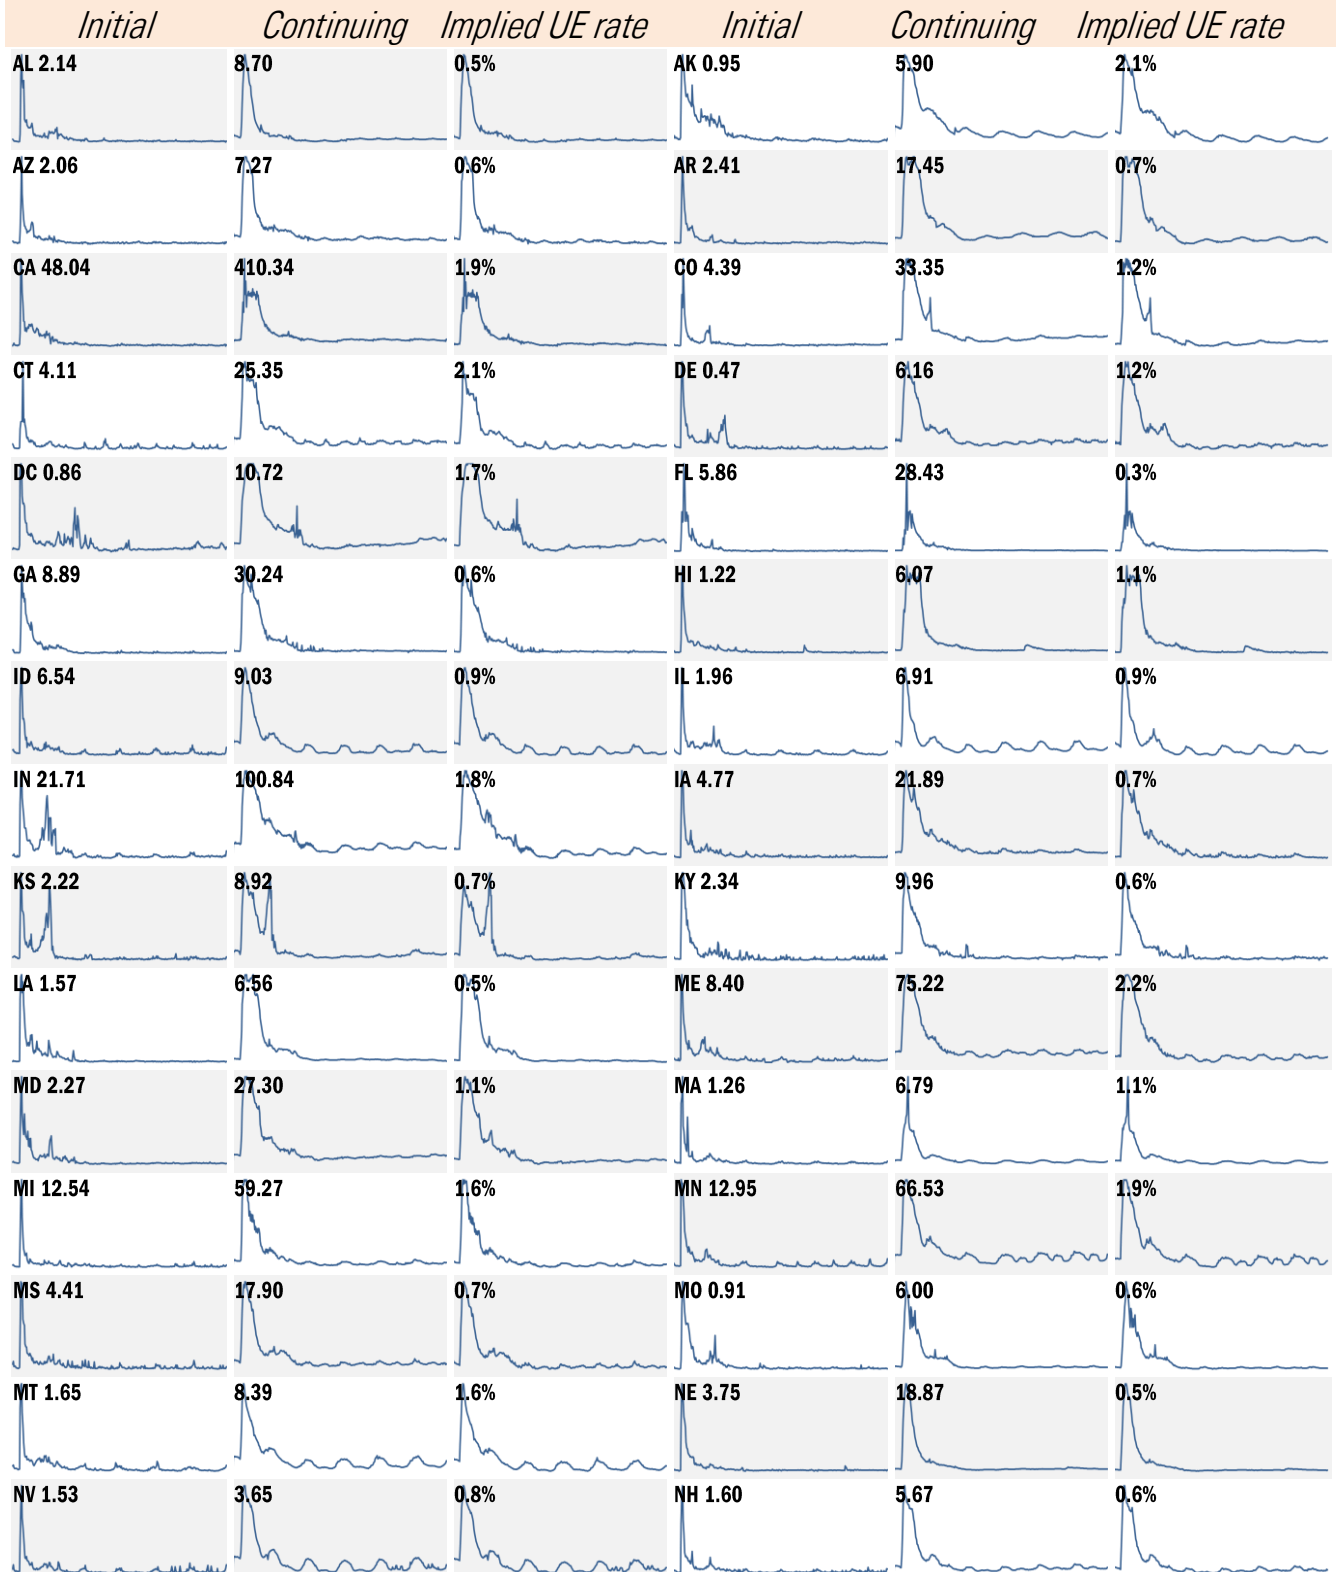 Initial Continuing Implied UE rate Initial Continuing Implied UE rate
AL 2.14 8.70 0.5% AK 0.95 5.90 2.1%
AZ 2.06 7.27 0.6% AR 2.41 17.45 0.7%
CA 48.04 410.34 1.9% CO 4.39 33.35 1.2%
CT 4.11 25.35 2.1% DE 0.47 6.16 1.2%
DC 0.86 10.72 1.7% FL 5.86 28.43 0.3%
GA 8.89 30.24 0.6% HI 1.22 6.07 1.1%
ID 6.54 9.03 0.9% IL 1.96 6.91 0.9%
IN 21.71 100.84 1.8% IA 4.77 21.89 0.7%
KS 2.22 8.92 0.7% KY 2.34 9.96 0.6%
LA 1.57 6.56 0.5% ME 8.40 75.22 2.2%
MD 2.27 27.30 1.1% MA 1.26 6.79 1.1%
MI 12.54 59.27 1.6% MN 12.95 66.53 1.9%
MS 4.41 17.90 0.7% MO 0.91 6.00 0.6%
MT 1.65 8.39 1.6% NE 3.75 18.87 0.5%
NV 1.53 3.65 0.8% NH 1.60 5.67 0.6%